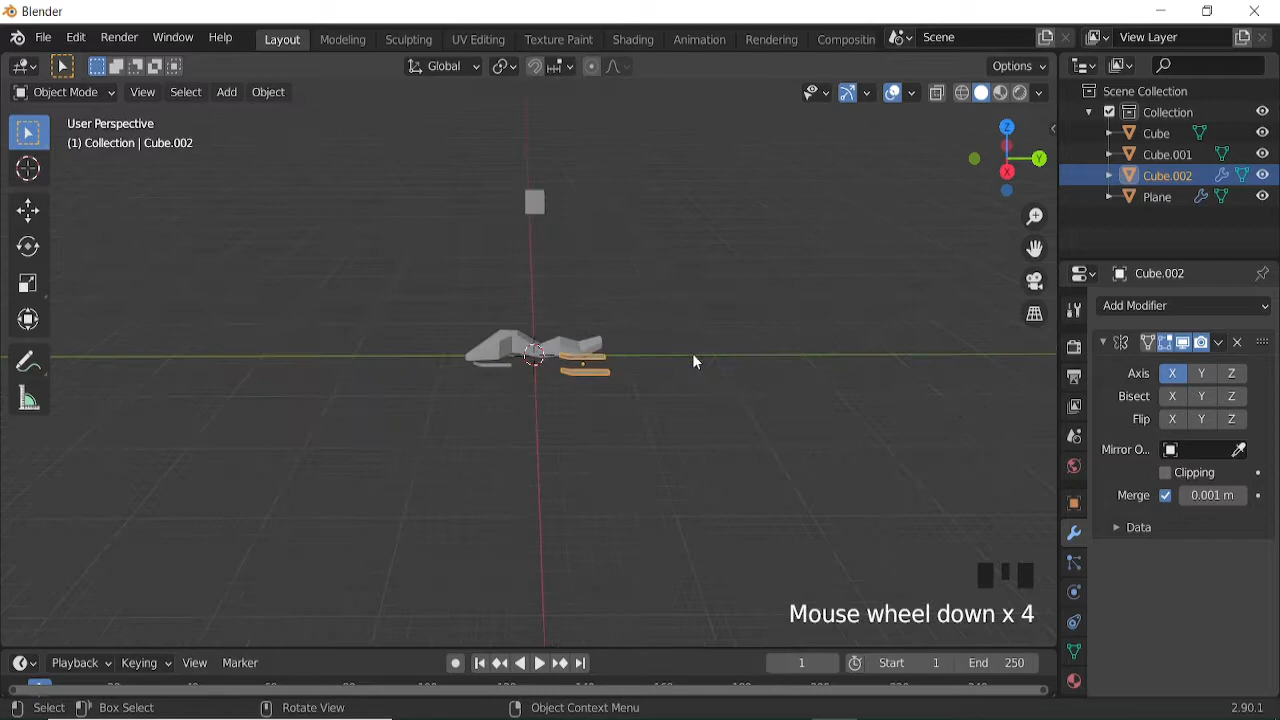 Blender
File Edit Render Window Help Layout Modeling Sculpting UV Editing Texture Paint Shading Animation Rendering Compositin Scene View Layer
Global Options
Object Mode View Select Add Object
User Perspective
(1) Collection | Cube.002
Z
Y
X
Scene Collection
Collection
Cube
Cube.001
Cube.002
Plane
Cube.002
Add Modifier
Axis X Y Z
Bisect X Y Z
Flip X Y Z
Mirror O...
Clipping
Merge 0.001 m
Data
Mouse wheel down x 4
Playback Keying View Marker 1 Start 1 End 250
Select Box Select Rotate View Object Context Menu 2.90.1